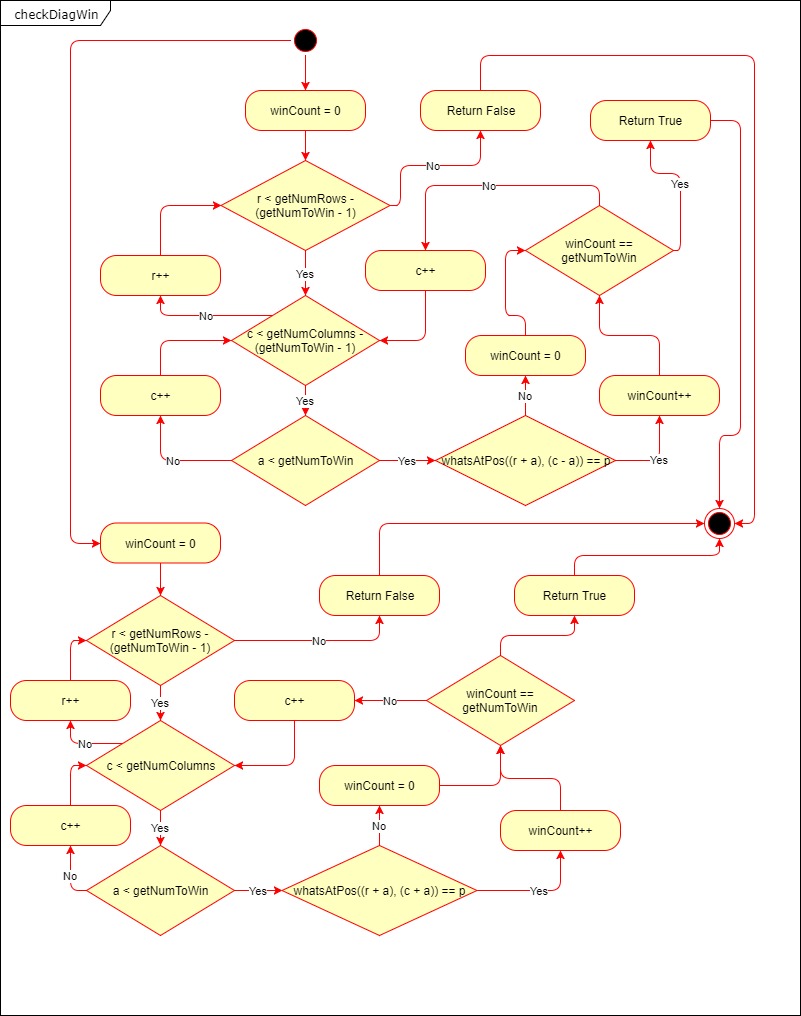 checkDiagWin
winCount = 0
Return False
Return True
No
Yes
r < getNumRows -
(getNumToWin - 1)
No
winCount ==
getNumToWin
r++
Yes
c++
No
c < getNumColumns -
(getNumToWin - 1)
winCount = 0
c++
Yes
No
winCount++
a < getNumToWin
No
Yes
whatsAtPos((r + a), (c - a)) == p
Yes
winCount = 0
Return False
Return True
r < getNumRows -
(getNumToWin - 1)
No
r++
Yes
c++
No
winCount ==
getNumToWin
No
c < getNumColumns
winCount = 0
c++
Yes
No
winCount++
No
a < getNumToWin
Yes
whatsAtPos((r + a), (c + a)) == p
Yes